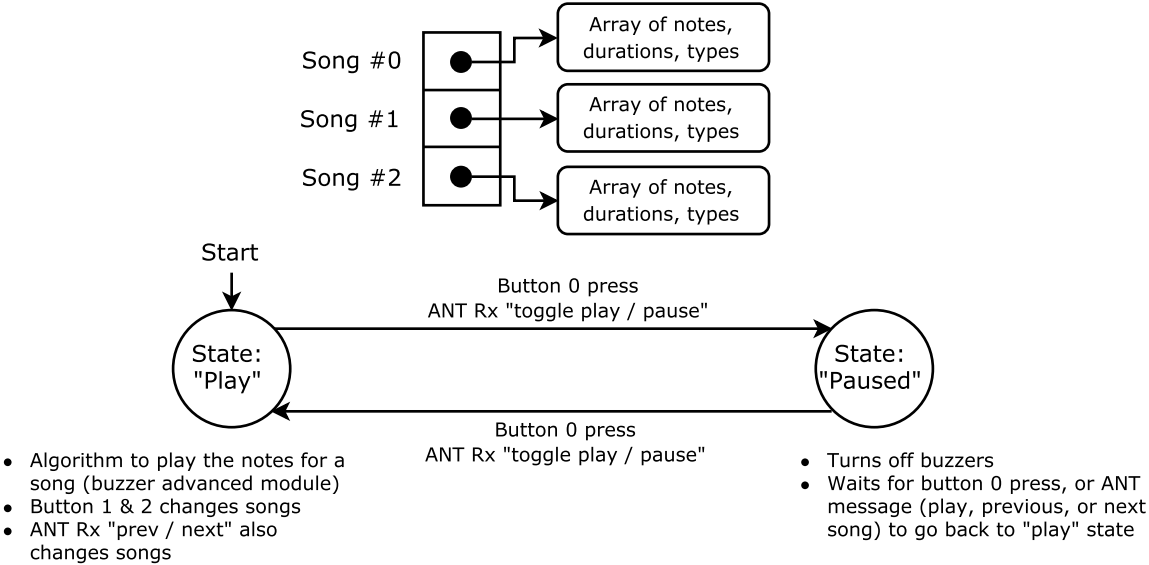 Song #0
Array of notes,
durations, types
Song #1
Array of notes,
durations, types
Song #2
Array of notes,
durations, types
Start
Button 0 press
ANT Rx "toggle play / pause"
State:
"Play"
State:
"Paused"
Button 0 press
ANT Rx "toggle play / pause"
• Algorithm to play the notes for a
song (buzzer advanced module)
• Button 1 & 2 changes songs
• ANT Rx "prev / next" also
changes songs
• Turns off buzzers
• Waits for button 0 press, or ANT
message (play, previous, or next
song) to go back to "play" state